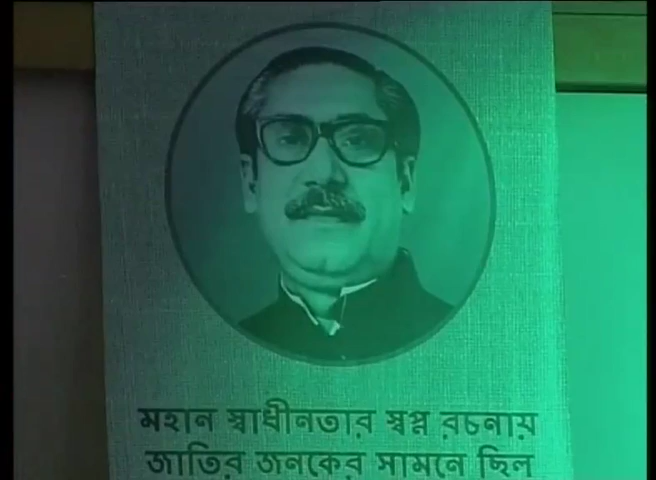 মহান স্বাধীনতার স্বপ্ন রচনায়
জাতির জনকের সামনে ছিল